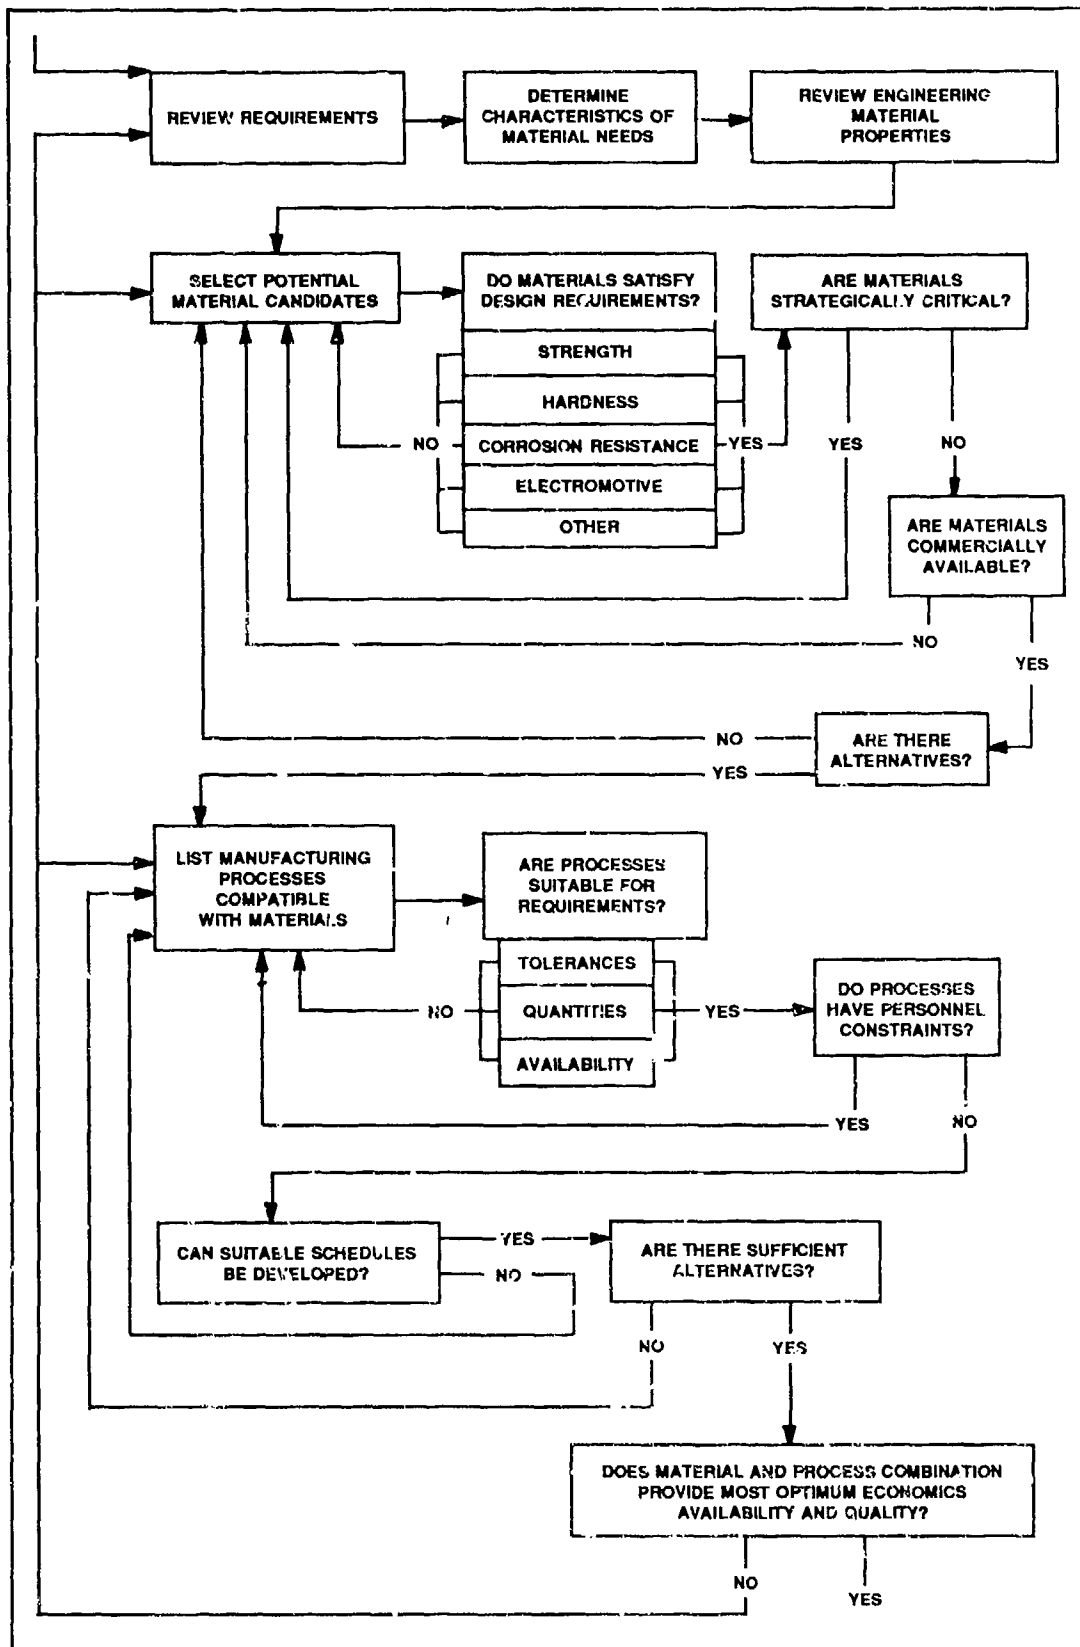 REVIEW REQUIREMENTS
DETERMINE
CHARACTERISTICS OF
MATERIAL NEEDS
REVIEW ENGINEERING
MATERIAL
PROPERTIES
SELECT POTENTIAL
MATERIAL CANDIDATES
DO MATERIALS SATISFY
DESIGN REQUIREMENTS?
ARE MATERIALS
STRATEGICALLY CRITICAL?
STRENGTH
HARDNESS
NO
CORROSION RESISTANCE
YES
YES
NO
ELECTROMOTIVE
OTHER
ARE MATERIALS
COMMERCIALLY
AVAILABLE?
NO
YES
NO
ARE THERE
ALTERNATIVES?
YES
LIST MANUFACTURING
PROCESSES
COMPATIBLE
WITH MATERIALS
ARE PROCESSES
SUITABLE FOR
REQUIREMENTS?
TOLERANCES
NO
QUANTITIES
YES
AVAILABILITY
DO PROCESSES
HAVE PERSONNEL
CONSTRAINTS?
YES
NO
CAN SUITABLE SCHEDULES
BE DEVELOPED?
YES
NO
ARE THERE SUFFICIENT
ALTERNATIVES?
NO
YES
DOES MATERIAL AND PROCESS COMBINATION
PROVIDE MOST OPTIMUM ECONOMICS
AVAILABILITY AND QUALITY?
NO
YES